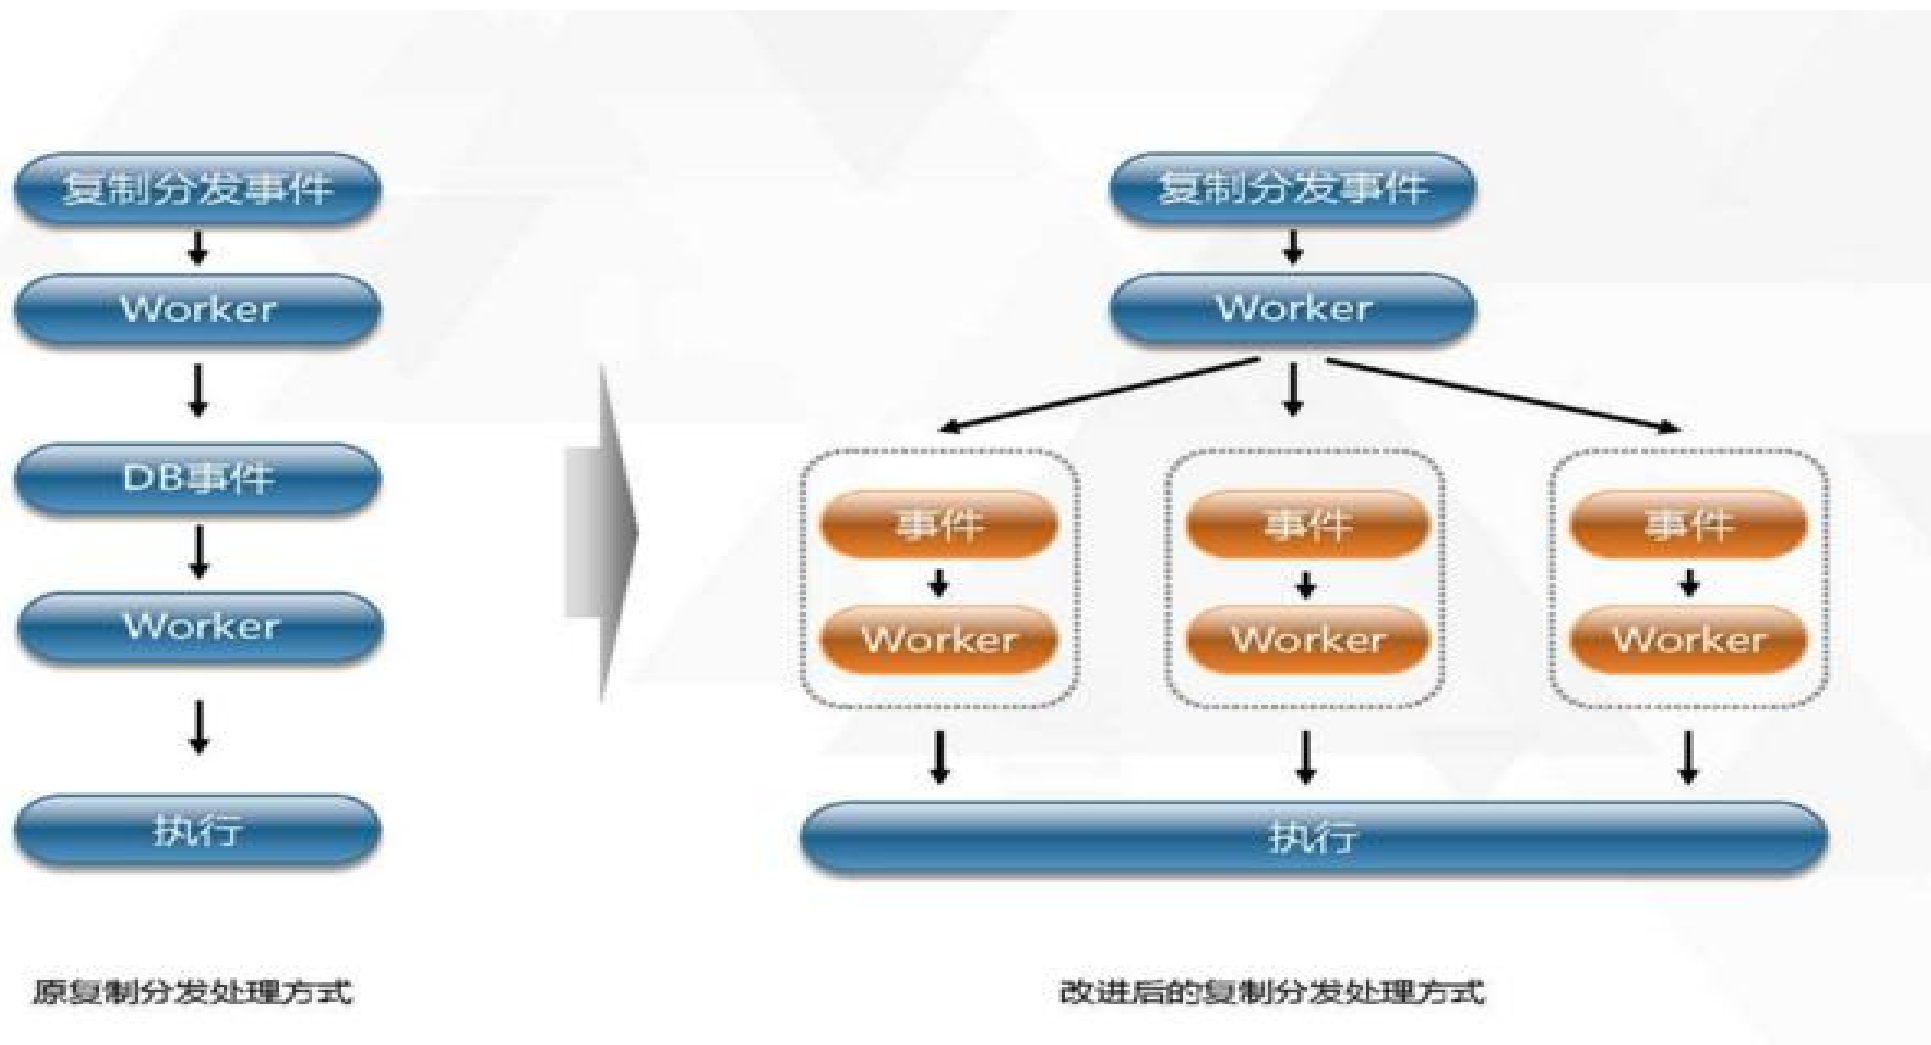 复制分发事件
Worker
DB事件
Worker
执行
原复制分发处理方式
复制分发事件
Worker
事件
Worker
事件
Worker
事件
Worker
执行
改进后的复制分发处理方式